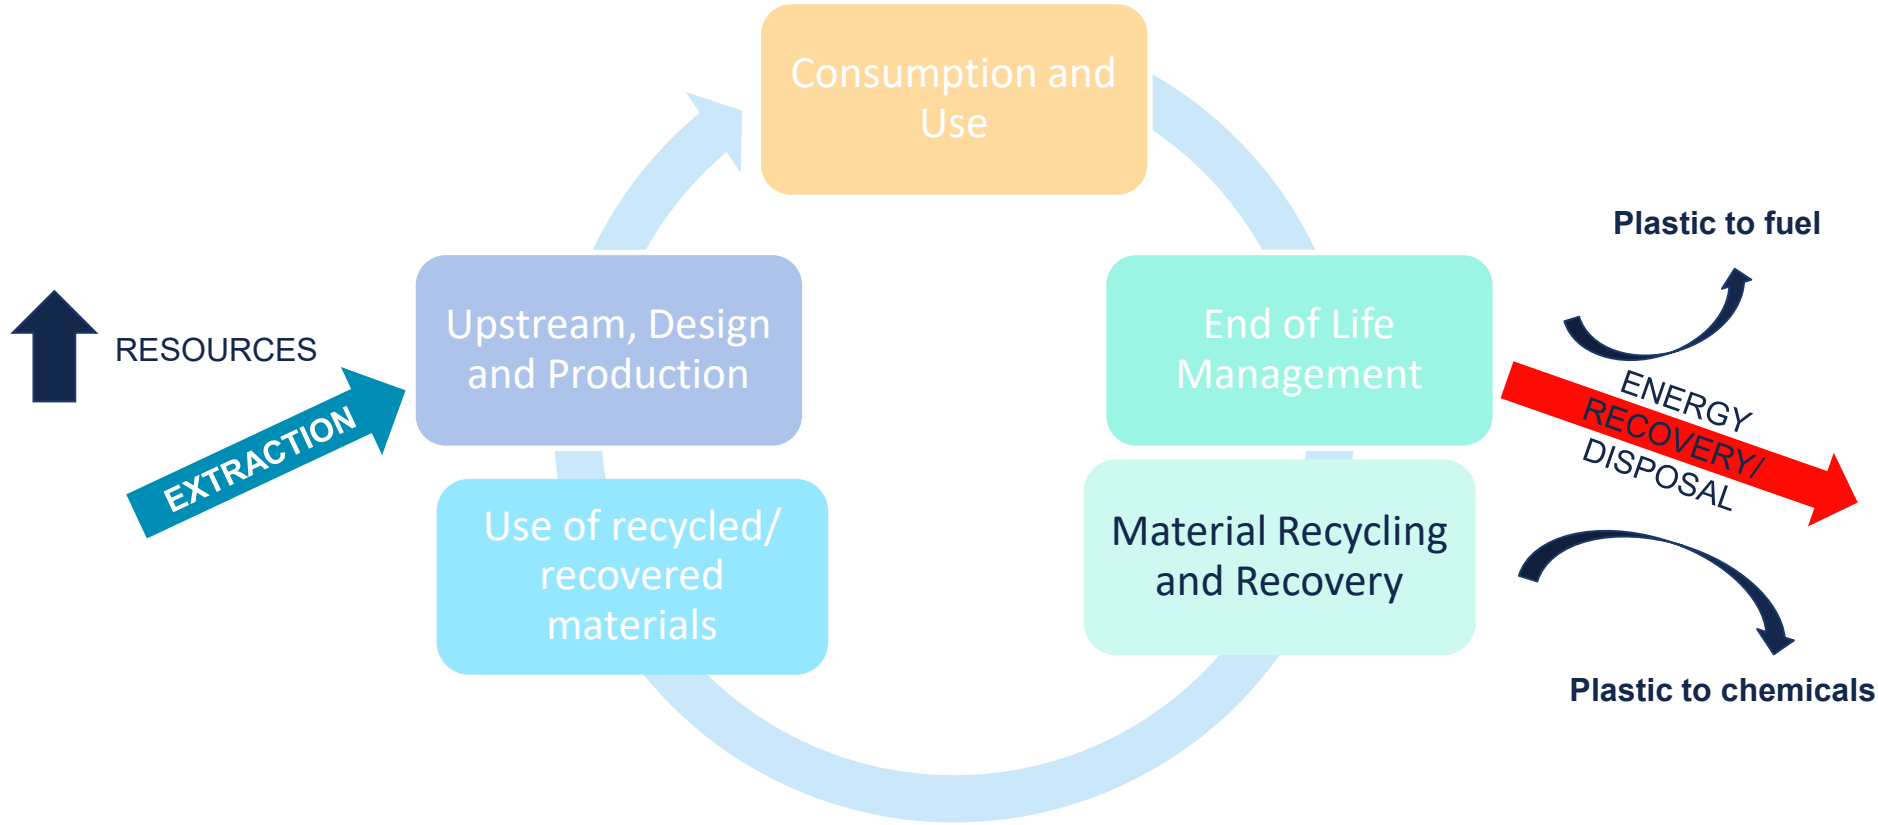 Consumption and
Use
Plastic to fuel
RESOURCES
EXTRACTION
Upstream, Design
and Production
End of Life
Management
ENERGY
RECOVERY/
DISPOSAL
Use of recycled/
recovered
materials
Material Recycling
and Recovery
Plastic to chemicals